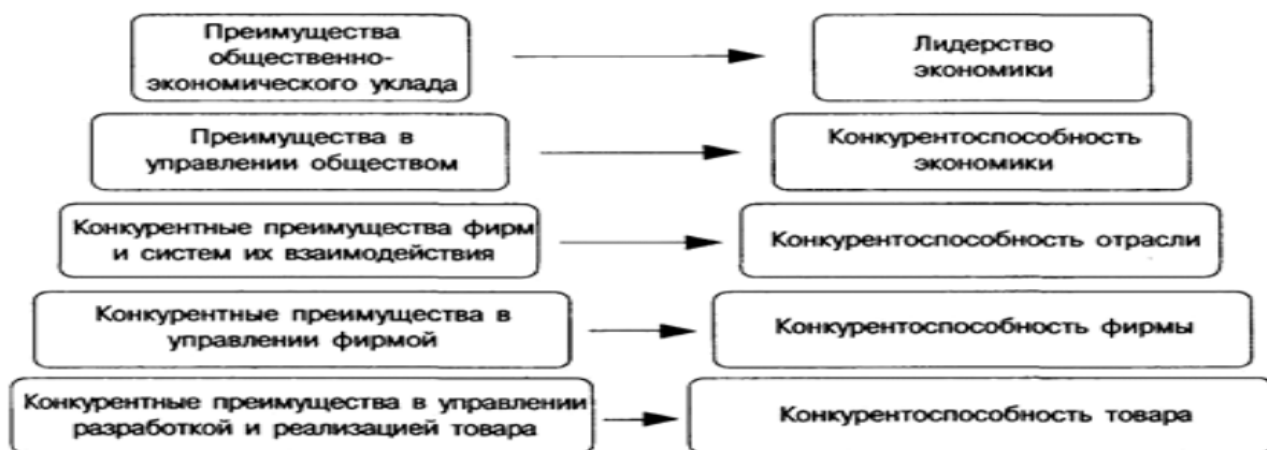 Преимущества
общественно-
экономического уклада
Лидерство
экономики
Преимущества в
управлении обществом
Конкурентоспособность
экономики
Конкурентные преимущества фирм
и систем их взаимодействия
Конкурентоспособность отрасли
Конкурентные преимущества в
управлении фирмой
Конкурентоспособность фирмы
Конкурентные преимущества в управлении
разработкой и реализацией товара
Конкурентоспособность товара